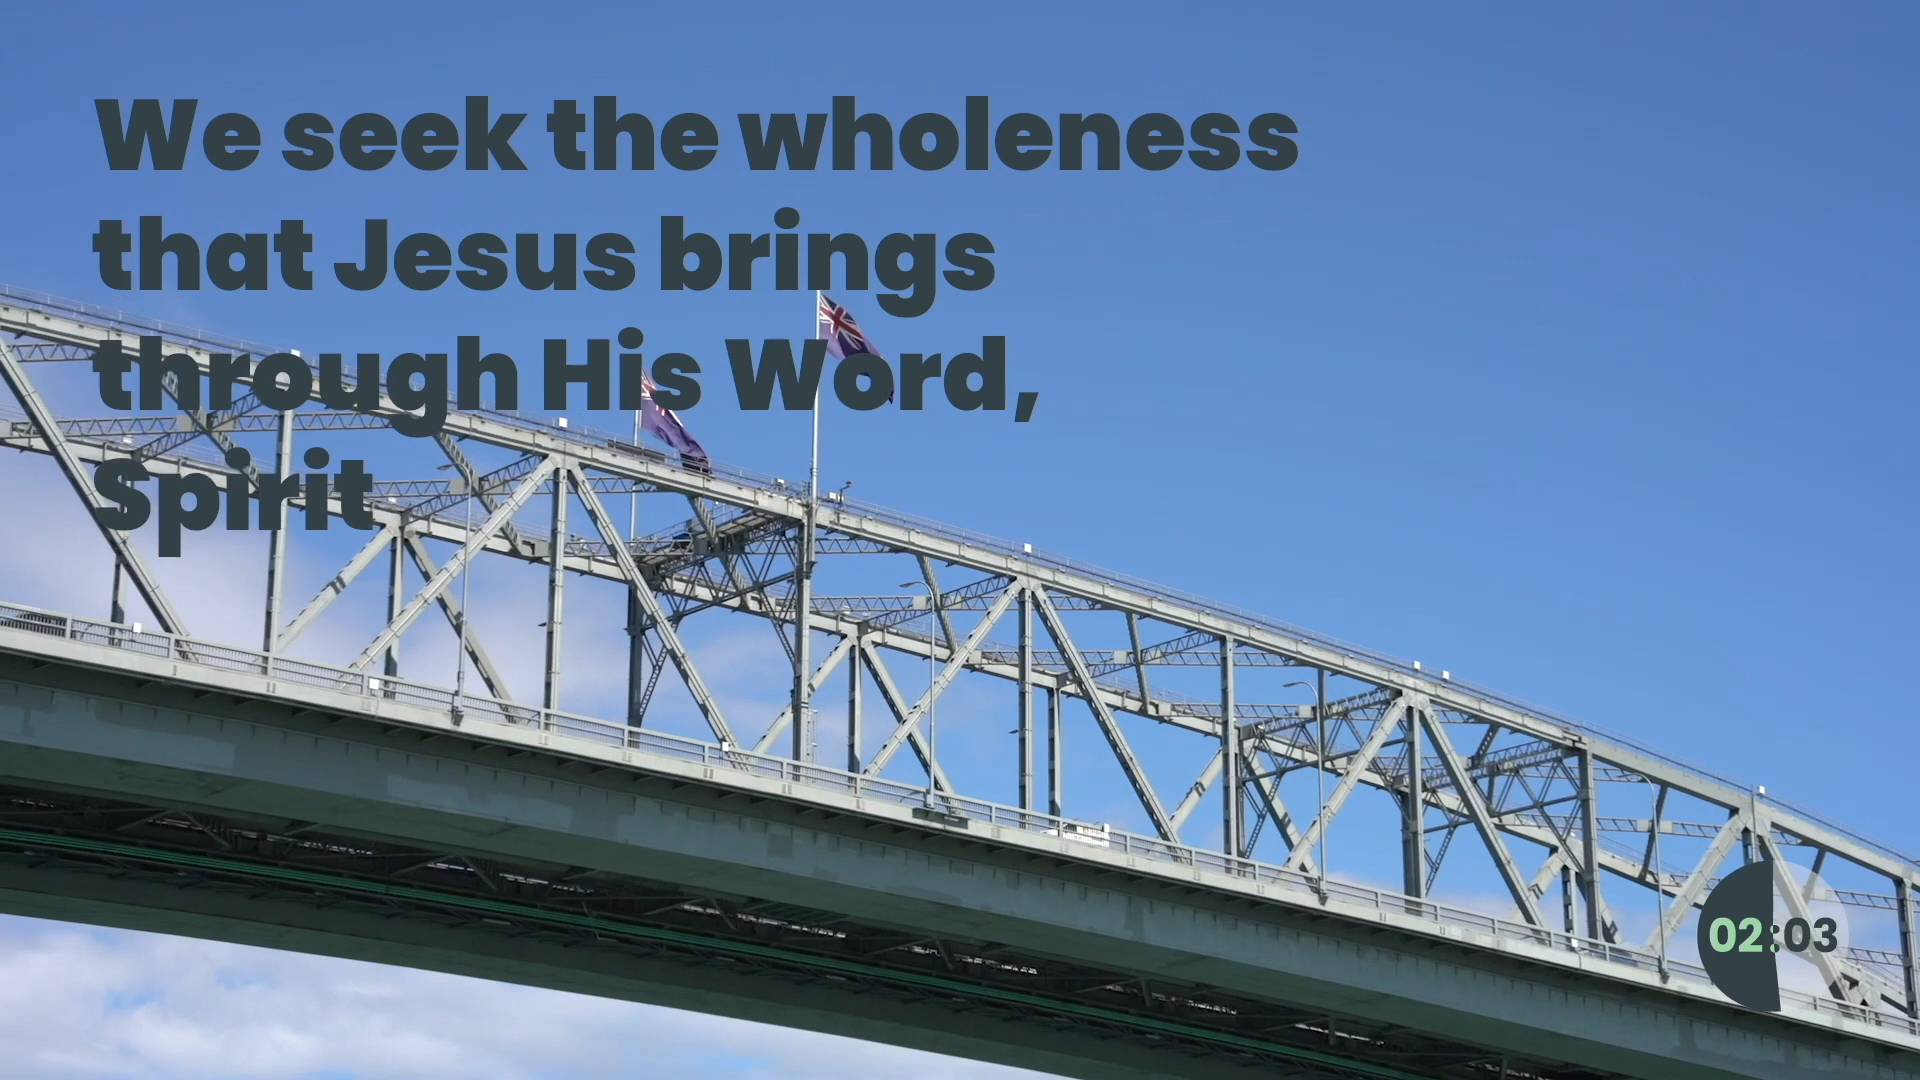 We seek the wholeness
that Jesus brings
through His Word,
Spirit
02:03